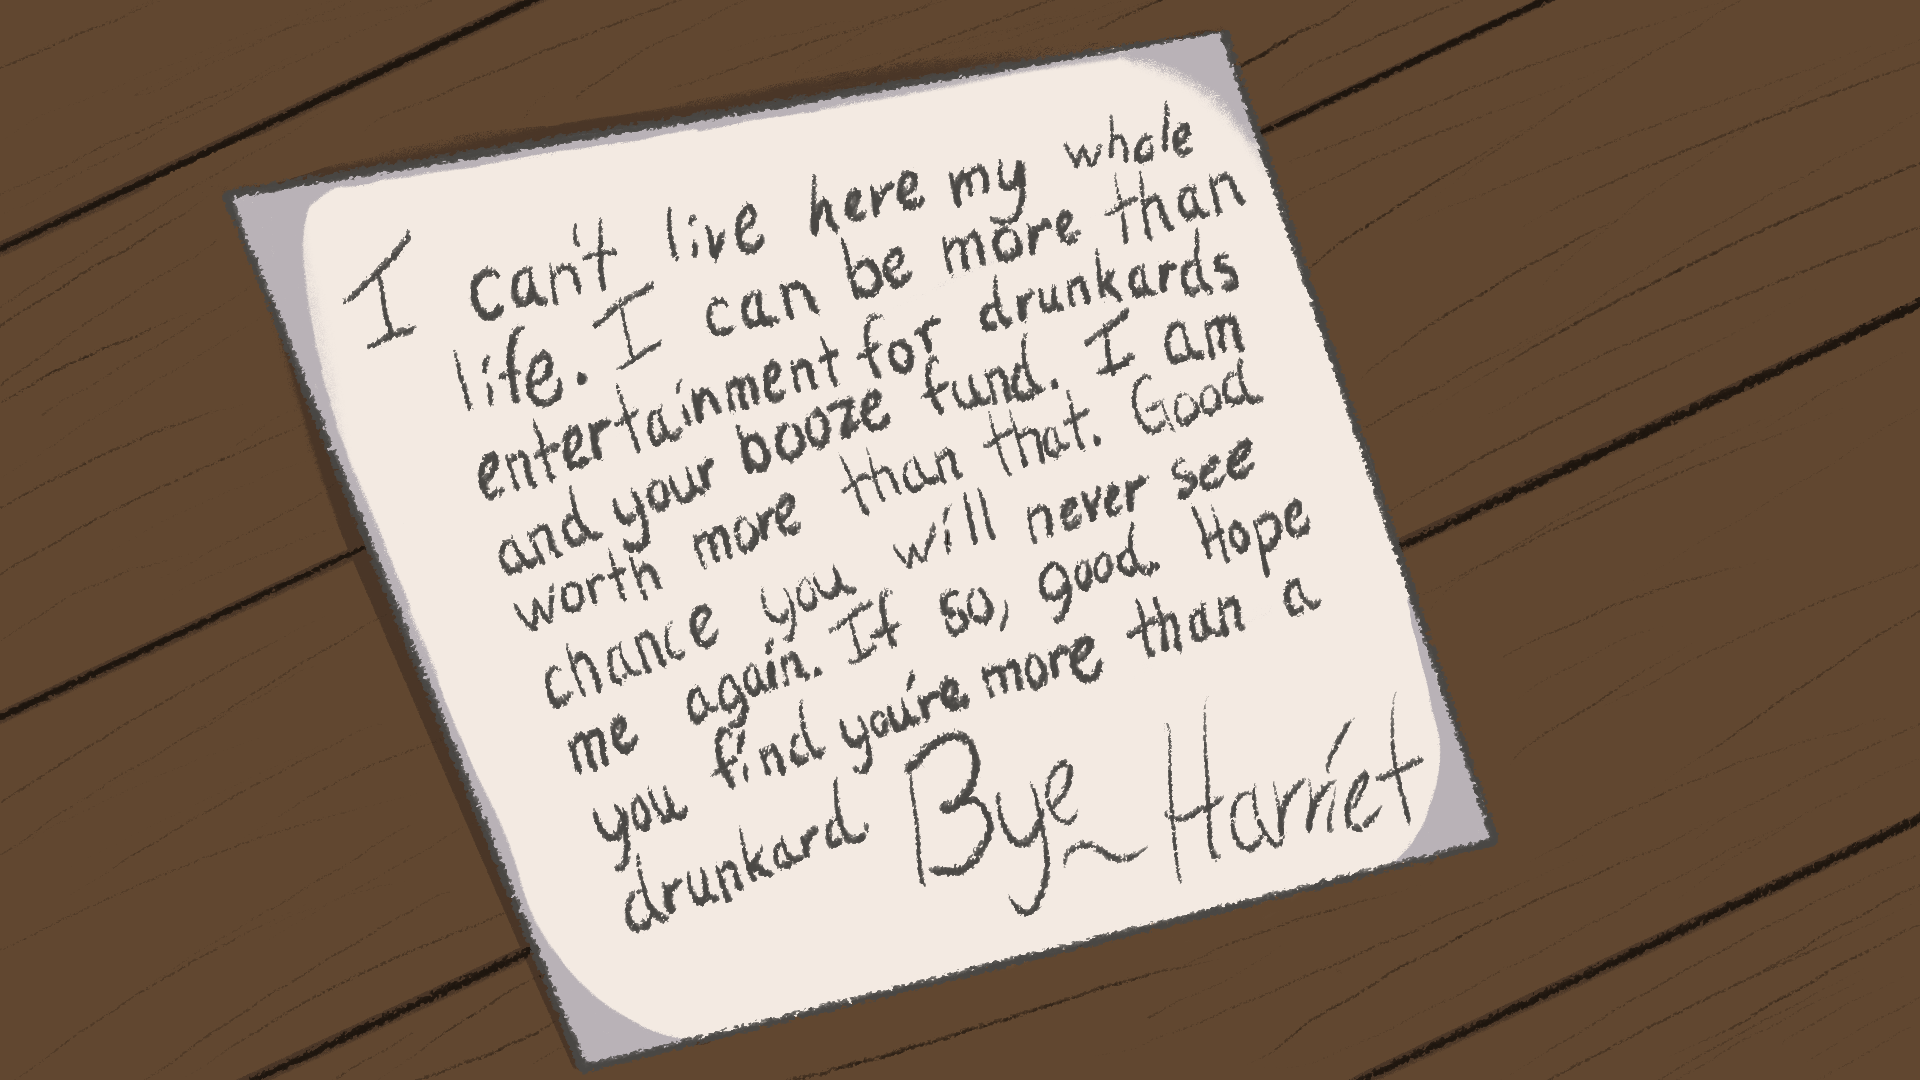 I can't live here my whole
life. I can be more than
entertainment for drunkards
and your booze fund. I am
worth more than that. Good
chance you will never see
me again. If so, good. Hope
you find you're more than a
drunkard Bye ~ Harriet